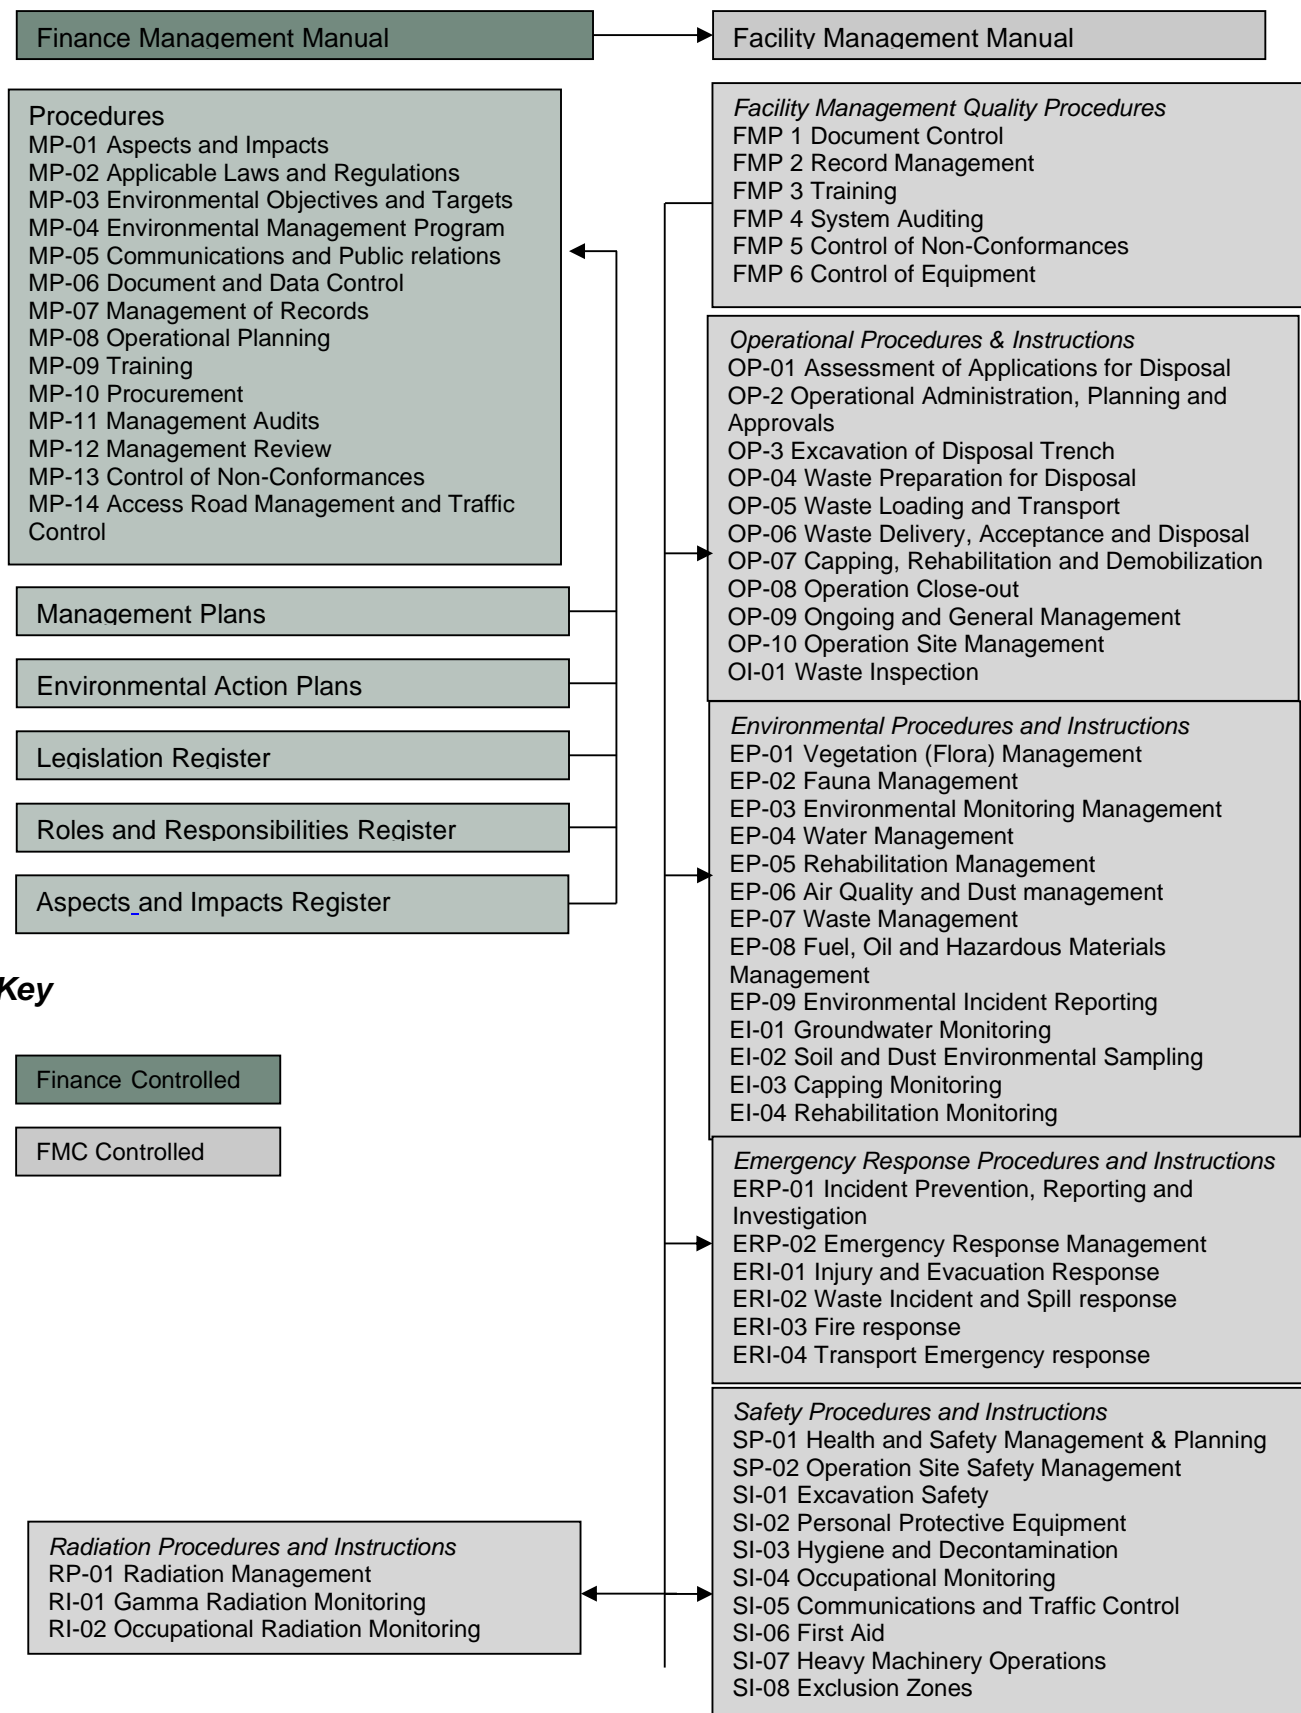 Finance Management Manual
Facility Management Manual
Procedures
MP-01 Aspects and Impacts
MP-02 Applicable Laws and Regulations
MP-03 Environmental Objectives and Targets
MP-04 Environmental Management Program
MP-05 Communications and Public relations
MP-06 Document and Data Control
MP-07 Management of Records
MP-08 Operational Planning
MP-09 Training
MP-10 Procurement
MP-11 Management Audits
MP-12 Management Review
MP-13 Control of Non-Conformances
MP-14 Access Road Management and Traffic
Control
Management Plans
Environmental Action Plans
Legislation Register
Roles and Responsibilities Register
Aspects and Impacts Register
Key
Finance Controlled
FMC Controlled
Radiation Procedures and Instructions
RP-01 Radiation Management
RI-01 Gamma Radiation Monitoring
RI-02 Occupational Radiation Monitoring
Facility Management Quality Procedures
FMP 1 Document Control
FMP 2 Record Management
FMP 3 Training
FMP 4 System Auditing
FMP 5 Control of Non-Conformances
FMP 6 Control of Equipment
Operational Procedures & Instructions
OP-01 Assessment of Applications for Disposal
OP-2 Operational Administration, Planning and
Approvals
OP-3 Excavation of Disposal Trench
OP-04 Waste Preparation for Disposal
OP-05 Waste Loading and Transport
OP-06 Waste Delivery, Acceptance and Disposal
OP-07 Capping, Rehabilitation and Demobilization
OP-08 Operation Close-out
OP-09 Ongoing and General Management
OP-10 Operation Site Management
OI-01 Waste Inspection
Environmental Procedures and Instructions
EP-01 Vegetation (Flora) Management
EP-02 Fauna Management
EP-03 Environmental Monitoring Management
EP-04 Water Management
EP-05 Rehabilitation Management
EP-06 Air Quality and Dust management
EP-07 Waste Management
EP-08 Fuel, Oil and Hazardous Materials
Management
EP-09 Environmental Incident Reporting
EI-01 Groundwater Monitoring
EI-02 Soil and Dust Environmental Sampling
EI-03 Capping Monitoring
EI-04 Rehabilitation Monitoring
Emergency Response Procedures and Instructions
ERP-01 Incident Prevention, Reporting and
Investigation
ERP-02 Emergency Response Management
ERI-01 Injury and Evacuation Response
ERI-02 Waste Incident and Spill response
ERI-03 Fire response
ERI-04 Transport Emergency response
Safety Procedures and Instructions
SP-01 Health and Safety Management & Planning
SP-02 Operation Site Safety Management
SI-01 Excavation Safety
SI-02 Personal Protective Equipment
SI-03 Hygiene and Decontamination
SI-04 Occupational Monitoring
SI-05 Communications and Traffic Control
SI-06 First Aid
SI-07 Heavy Machinery Operations
SI-08 Exclusion Zones